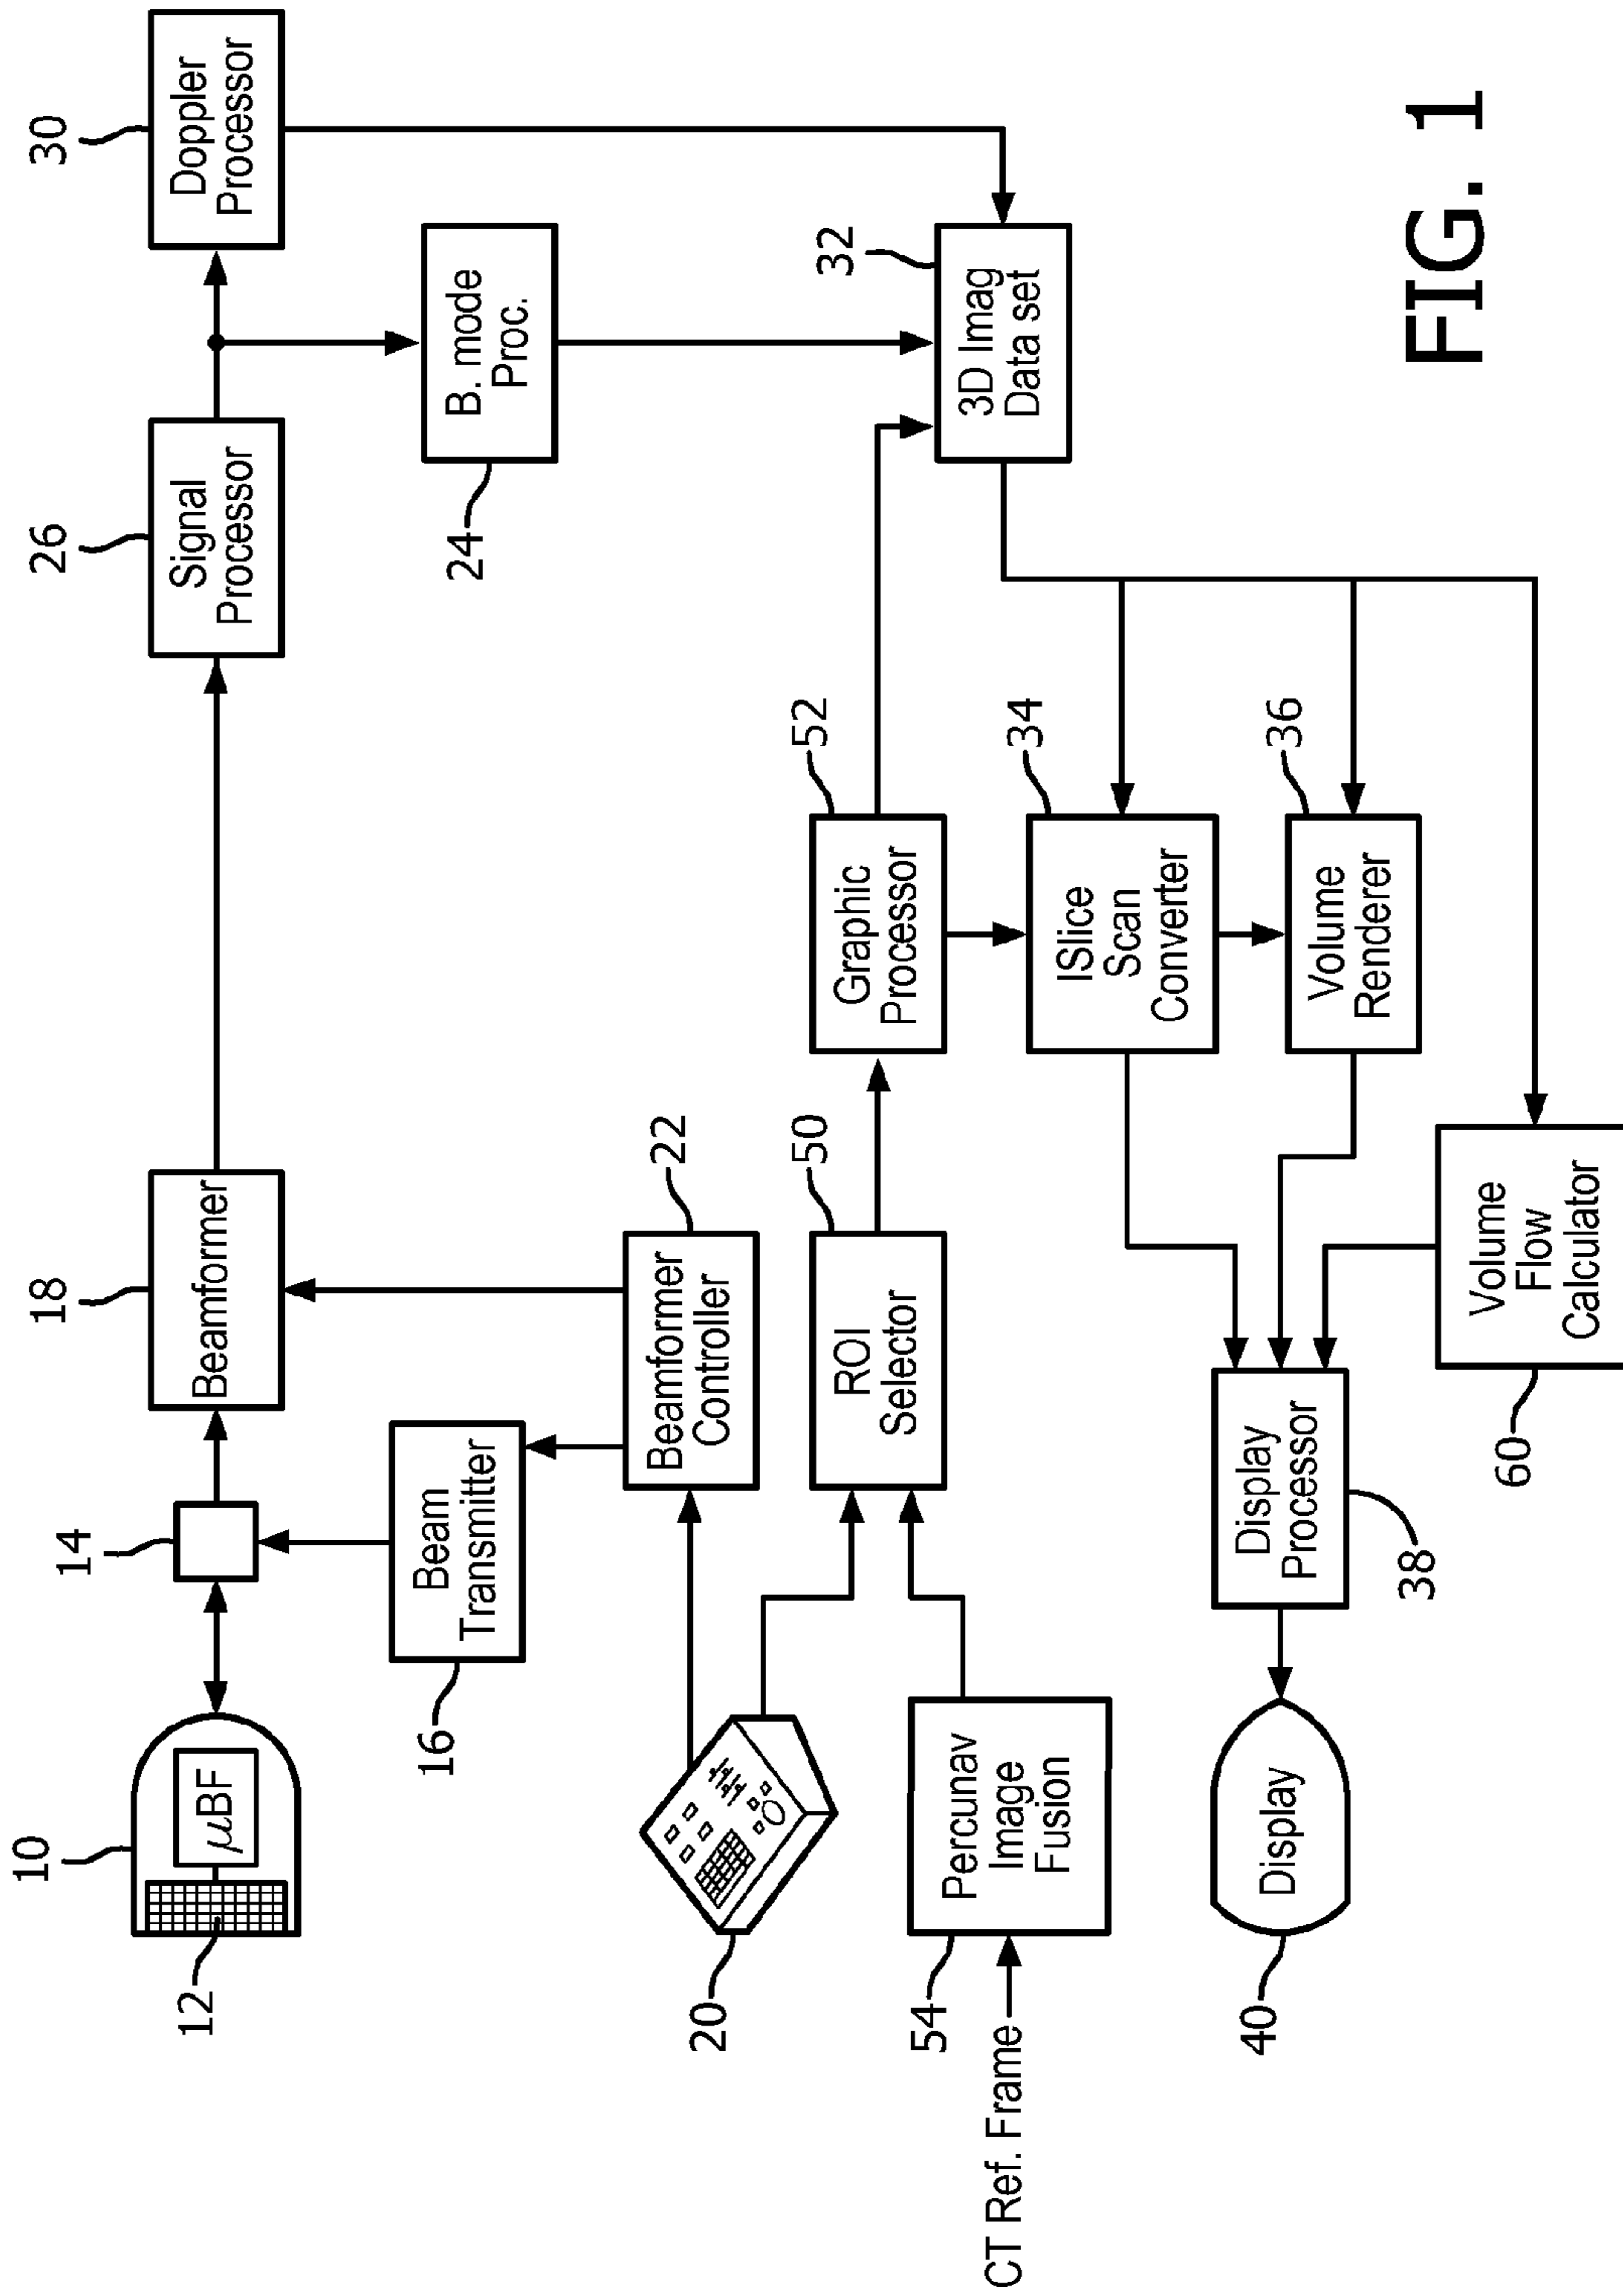 10
12
μBF
14
18
Beamformer
26
Signal
Processor
30
Doppler
Processor
16
Beam
Transmitter
24
B. mode
Proc.
20
22
Beamformer
Controller
50
ROI
Selector
52
Graphic
Processor
32
3D Imag
Data set
54
Percunav
Image
Fusion
CT Ref. Frame
34
ISlice
Scan
Converter
36
Volume
Renderer
40
Display
38
Display
Processor
60
Volume
Flow
Calculator
FIG. 1